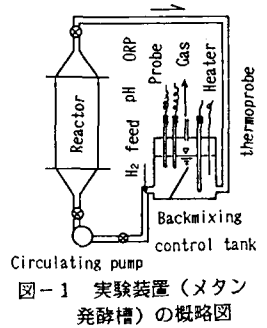 Reactor
H₂ feed
pH
ORP
Probe
Gas
Heater
thermoprobe
Backmixing
control tank
Circulating pump
図－1 実験装置（メタン
発酵槽）の概略図